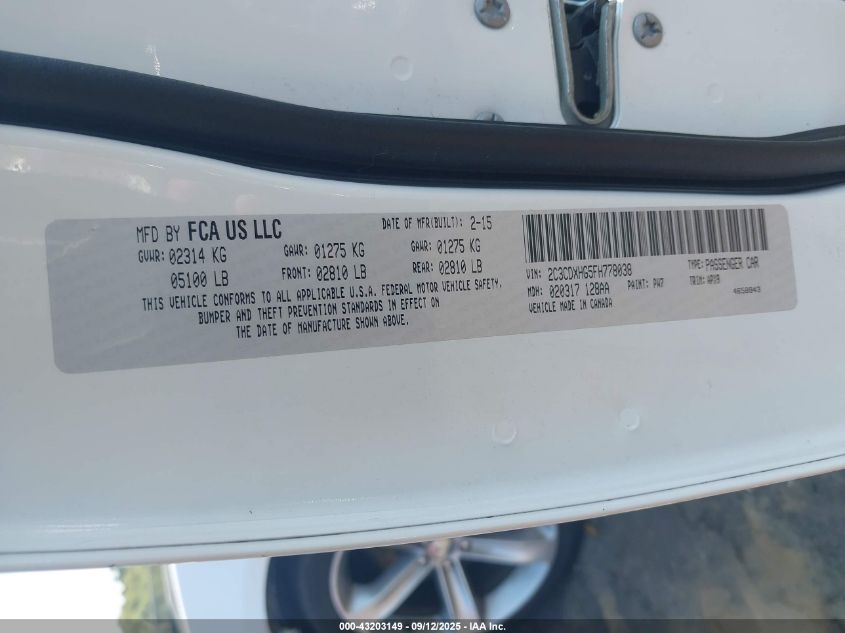 MFD BY FCA US LLC
DATE OF MFR(BUILT): 2-15
GVWR: 02314 KG
GAWR: 01275 KG
GAWR: 01275 KG
05100 LB
FRONT: 02810 LB
REAR: 02810 LB
THIS VEHICLE CONFORMS TO ALL APPLICABLE U.S.A. FEDERAL MOTOR VEHICLE SAFETY,
BUMPER AND THEFT PREVENTION STANDARDS IN EFFECT ON
THE DATE OF MANUFACTURE SHOWN ABOVE.
VIN: 2C3CDXHG5FH778038
TYPE: PASSENGER CAR
MDH: 020317 128AA
PAINT: PW7
TRIM: APX9
VEHICLE MADE IN CANADA
4658843
000-43203149 - 09/12/2025 - IAA Inc.